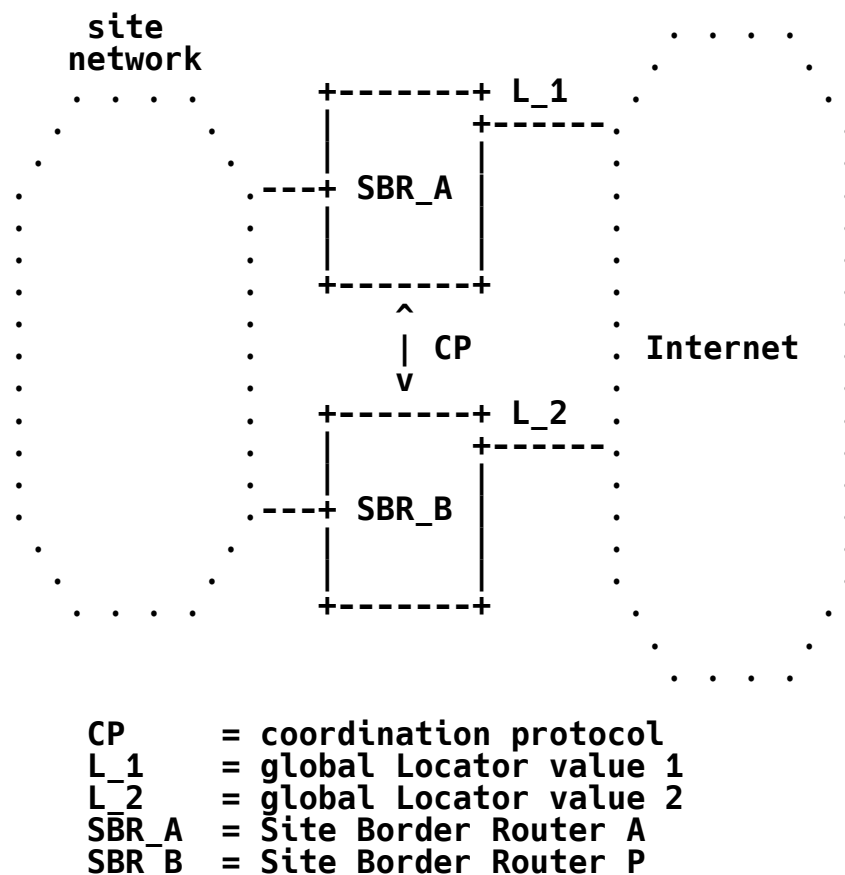 site
network
L_1
SBR_A
CP
Internet
L_2
SBR_B
CP = coordination protocol
L_1 = global Locator value 1
L_2 = global Locator value 2
SBR_A = Site Border Router A
SBR_B = Site Border Router P